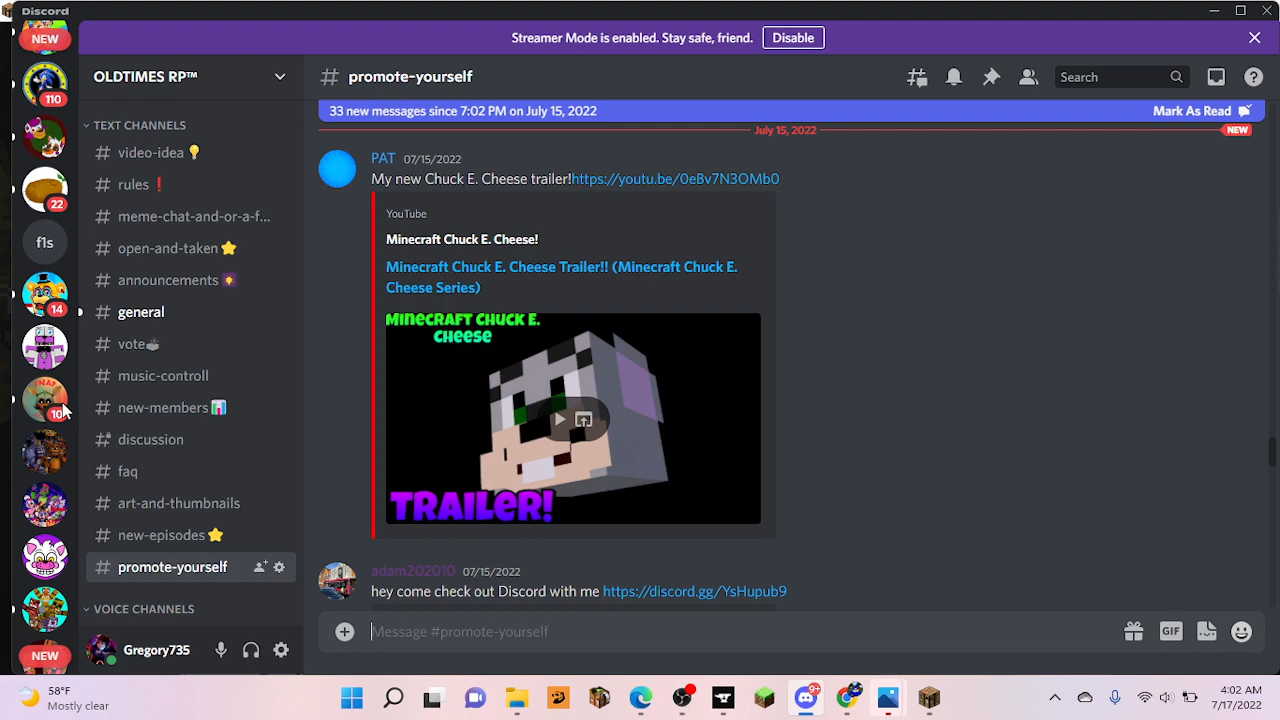 Discord
Streamer Mode is enabled. Stay safe, friend. Disable
NEW
110
22
f1s
14
FNAF
10
NEW
OLDTIMES RP™
TEXT CHANNELS
# video-idea 💡
# rules ❗
# meme-chat-and-or-a-f...
# open-and-taken ⭐
# announcements
# general
# vote
# music-controll
# new-members 📊
# discussion
# faq
# art-and-thumbnails
# new-episodes ⭐
# promote-yourself
VOICE CHANNELS
Gregory735
# promote-yourself
Search
33 new messages since 7:02 PM on July 15, 2022 Mark As Read
July 15, 2022 NEW
PAT 07/15/2022
My new Chuck E. Cheese trailer!https://youtu.be/0eBv7N3OMb0
YouTube
Minecraft Chuck E. Cheese!
Minecraft Chuck E. Cheese Trailer!! (Minecraft Chuck E.
Cheese Series)
MINECRAFT CHUCK E.
CHEESE
TRAILER!
adam202010 07/15/2022
hey come check out Discord with me https://discord.gg/YsHupub9
Message #promote-yourself
GIF
58°F
Mostly clear
9+
4:02 AM
7/17/2022